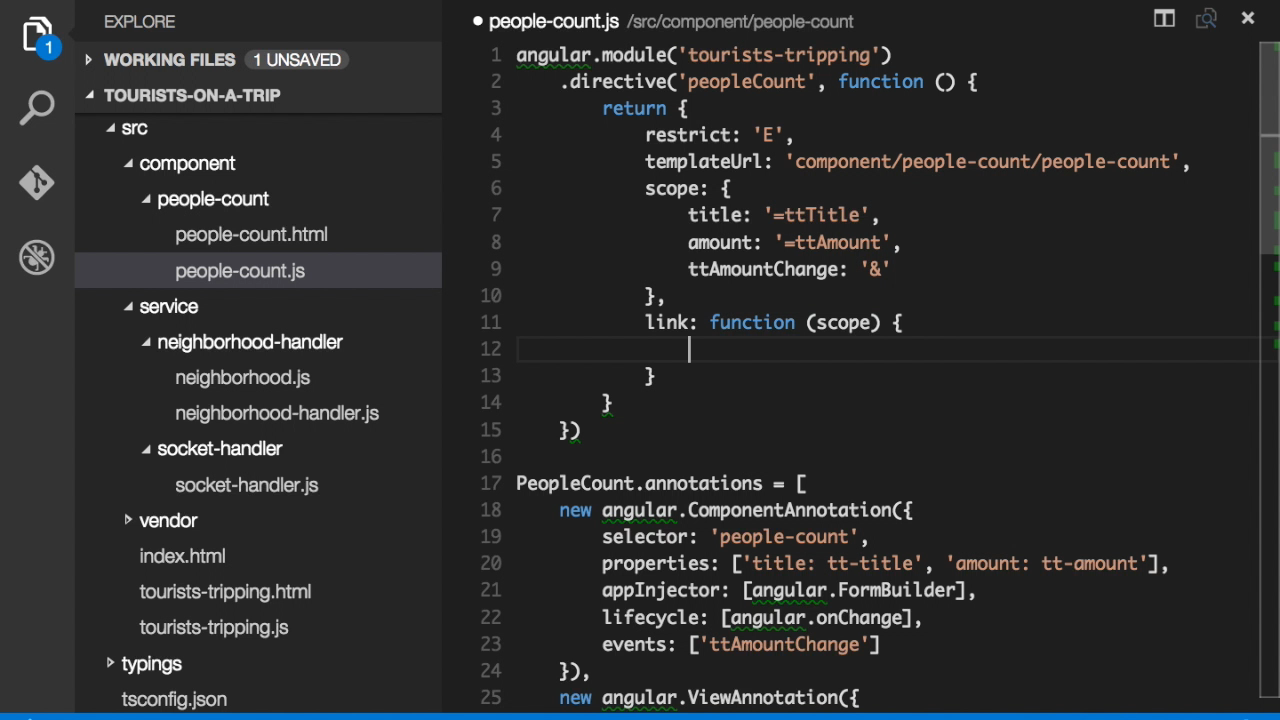 1
EXPLORE
WORKING FILES 1 UNSAVED
TOURISTS-ON-A-TRIP
src
component
people-count
people-count.html
people-count.js
service
neighborhood-handler
neighborhood.js
neighborhood-handler.js
socket-handler
socket-handler.js
vendor
index.html
tourists-tripping.html
tourists-tripping.js
typings
tsconfig.json
people-count.js /src/component/people-count
1 angular.module('tourists-tripping')
2 .directive('peopleCount', function () {
3 return {
4 restrict: 'E',
5 templateUrl: 'component/people-count/people-count',
6 scope: {
7 title: '=ttTitle',
8 amount: '=ttAmount',
9 ttAmountChange: '&'
10 },
11 link: function (scope) {
12
13 }
14 }
15 })
16
17 PeopleCount.annotations = [
18 new angular.ComponentAnnotation({
19 selector: 'people-count',
20 properties: ['title: tt-title', 'amount: tt-amount'],
21 appInjector: [angular.FormBuilder],
22 lifecycle: [angular.onChange],
23 events: ['ttAmountChange']
24 }),
25 new angular.ViewAnnotation({